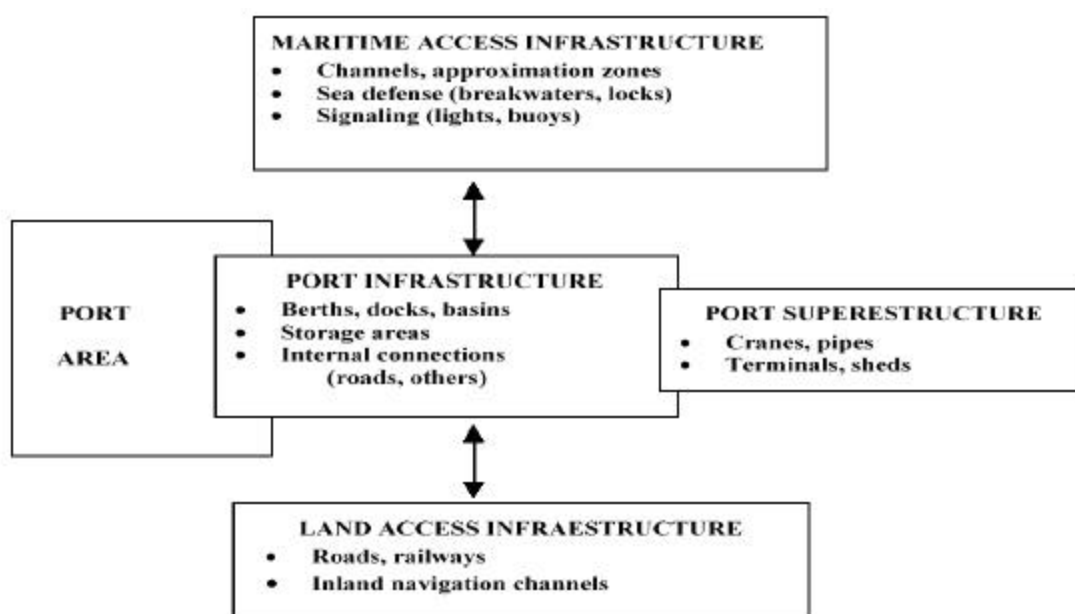 MARITIME ACCESS INFRASTRUCTURE
• Channels, approximation zones
• Sea defense (breakwaters, locks)
• Signaling (lights, buoys)
PORT
AREA
PORT INFRASTRUCTURE
• Berths, docks, basins
• Storage areas
• Internal connections
(roads, others)
PORT SUPERESTRUCTURE
• Cranes, pipes
• Terminals, sheds
LAND ACCESS INFRAESTRUCTURE
• Roads, railways
• Inland navigation channels